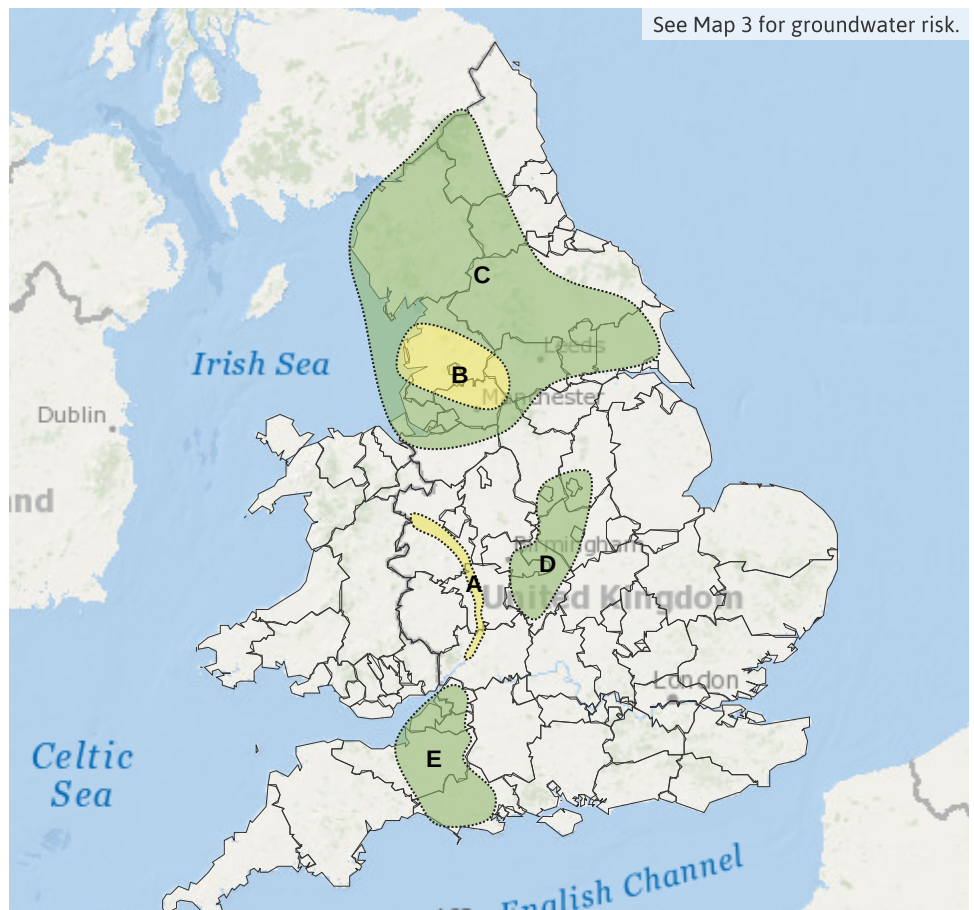 See Map 3 for groundwater risk.
C
Leeds
Irish Sea
B
Manchester
Dublin
and
Birmingham
D
A
United Kingdom
London
E
Celtic
Sea
English Channel